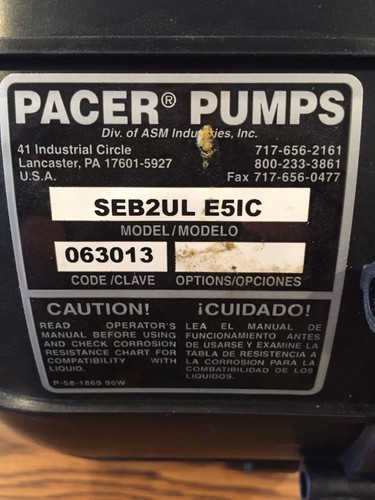 PACER® PUMPS
Div. of ASM Industries, Inc.
41 Industrial Circle 717-656-2161
Lancaster, PA 17601-5927 800-233-3861
U.S.A. Fax 717-656-0477
SEB2UL E5IC
MODEL/MODELO
063013
CODE/CLAVE OPTIONS/OPCIONES
CAUTION!
READ OPERATOR'S
MANUAL BEFORE USING
AND CHECK CORROSION
RESISTANCE CHART FOR
COMPATIBILITY WITH
LIQUID.
P-58-1860 90W
¡CUIDADO!
LEA EL MANUAL DE
FUNCIONAMIENTO ANTES
DE USARSE Y EXAMINE LA
TABLA DE RESISTENCIA A
LA CORROSION PARA LA
COMPATIBILIDAD DE LOS
LIQUIDOS.